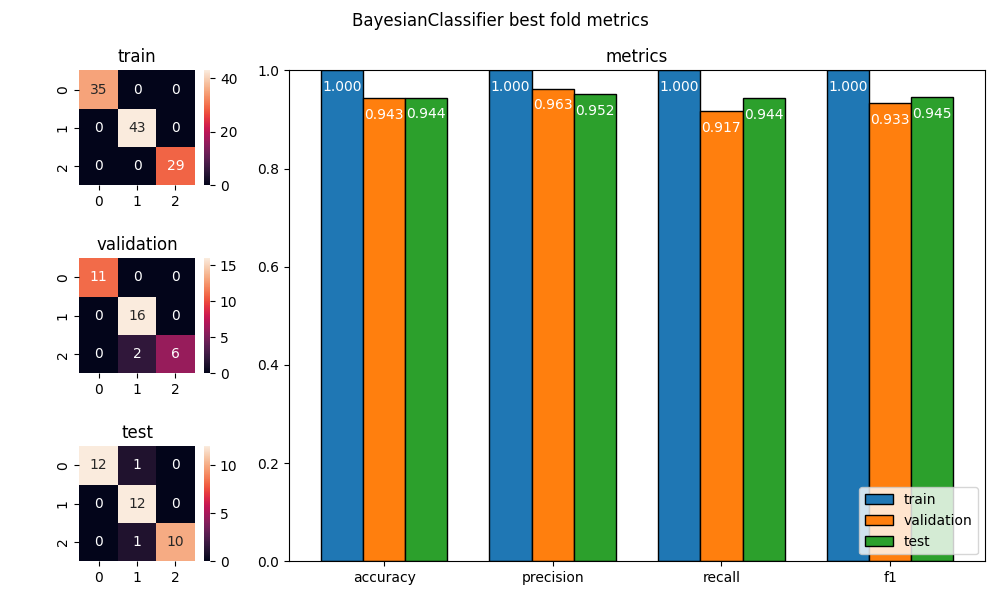 BayesianClassifier best fold metrics
train
0 35 0 0
1 0 43 0
2 0 0 29
0 1 2
40
20
0
validation
0 11 0 0
1 0 16 0
2 0 2 6
0 1 2
15
10
5
0
test
0 12 1 0
1 0 12 0
2 0 1 10
0 1 2
10
5
0
metrics
1.0
0.8
0.6
0.4
0.2
0.0
1.000 0.943 0.944
1.000 0.963 0.952
1.000 0.917 0.944
1.000 0.933 0.945
accuracy precision recall f1
train
validation
test